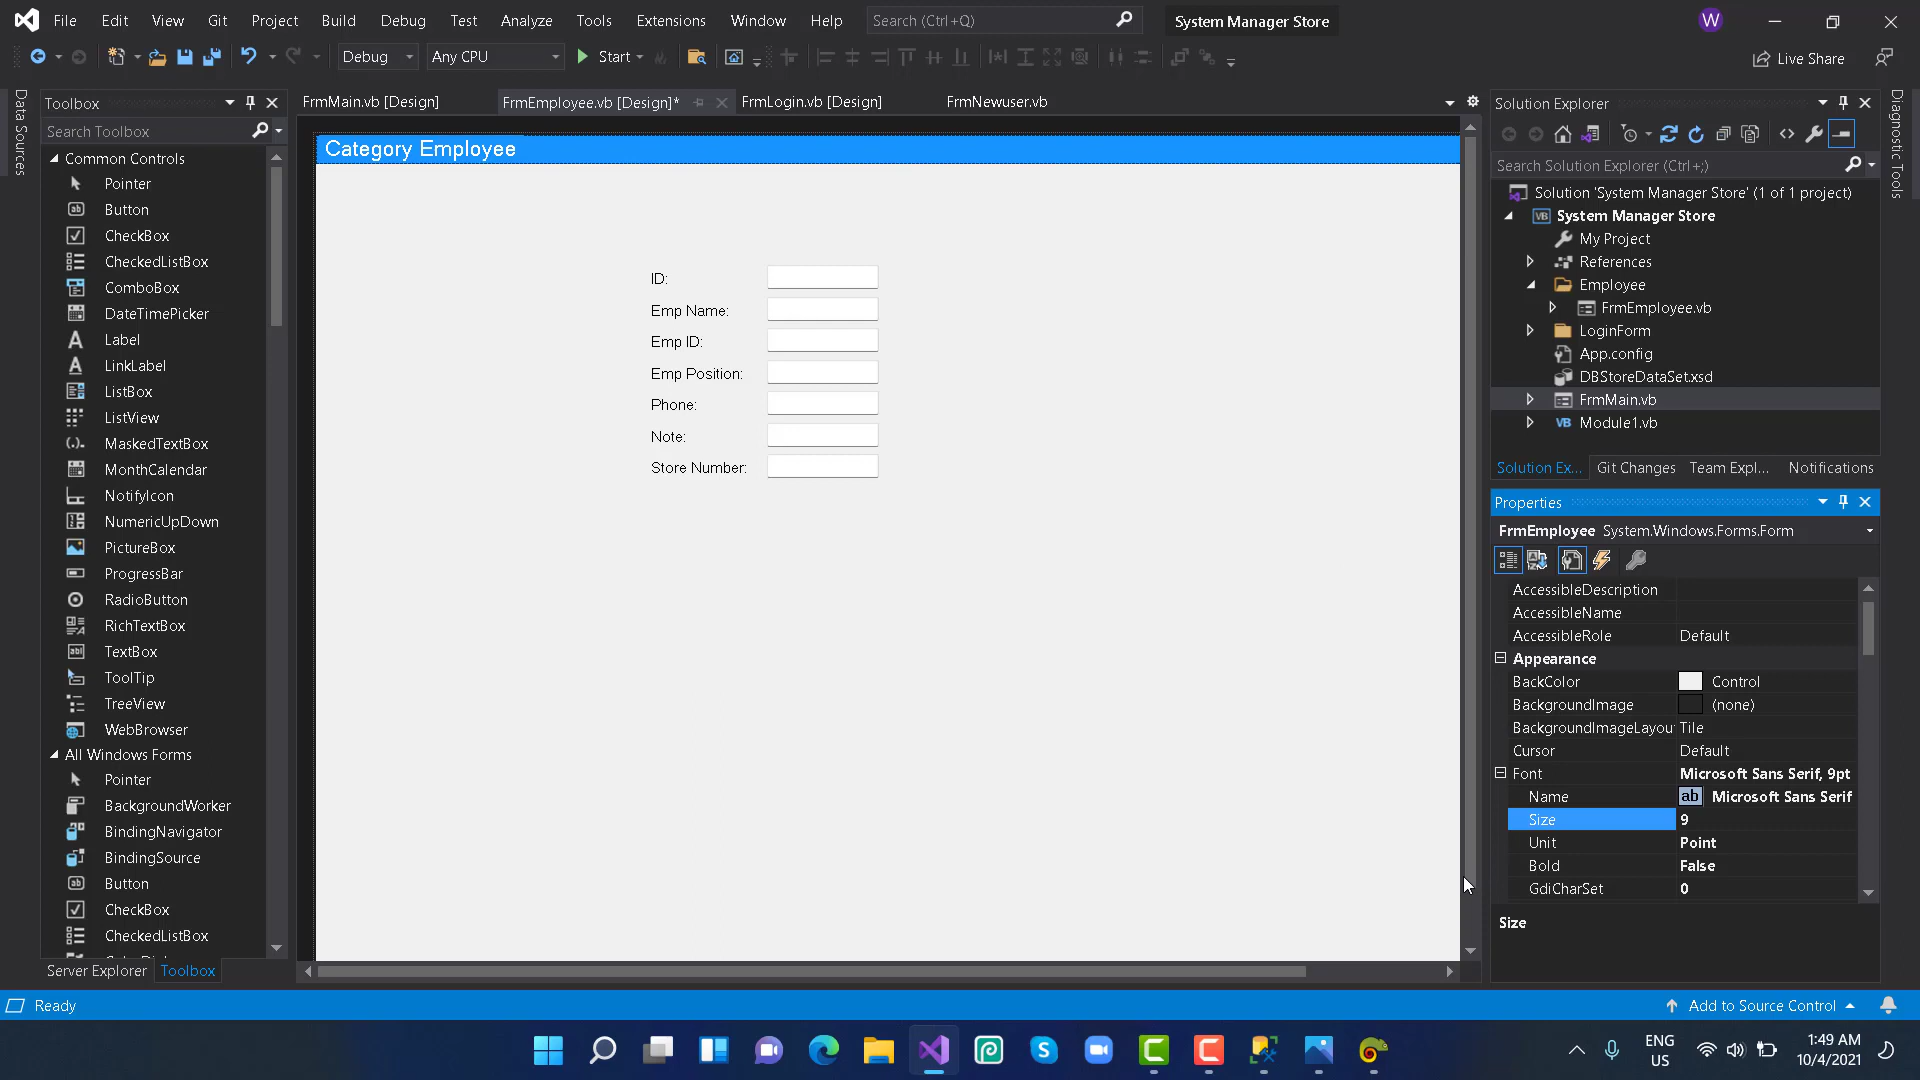 File Edit View Git Project Build Debug Test Analyze Tools Extensions Window Help Search (Ctrl+Q) System Manager Store W
Debug Any CPU Start Live Share
Data Sources
Toolbox
Search Toolbox
Common Controls
Pointer
Button
CheckBox
CheckedListBox
ComboBox
DateTimePicker
Label
LinkLabel
ListBox
ListView
MaskedTextBox
MonthCalendar
NotifyIcon
NumericUpDown
PictureBox
ProgressBar
RadioButton
RichTextBox
TextBox
ToolTip
TreeView
WebBrowser
All Windows Forms
Pointer
BackgroundWorker
BindingNavigator
BindingSource
Button
CheckBox
CheckedListBox
Server Explorer Toolbox
FrmMain.vb [Design] FrmEmployee.vb [Design]* FrmLogin.vb [Design] FrmNewuser.vb
Category Employee
ID:
Emp Name:
Emp ID:
Emp Position:
Phone:
Note:
Store Number:
Solution Explorer
Search Solution Explorer (Ctrl+;)
Solution 'System Manager Store' (1 of 1 project)
VB System Manager Store
My Project
References
Employee
FrmEmployee.vb
LoginForm
App.config
DBStoreDataSet.xsd
FrmMain.vb
VB Module1.vb
Solution Ex... Git Changes Team Expl... Notifications
Diagnostic Tools
Properties
FrmEmployee System.Windows.Forms.Form
AccessibleDescription
AccessibleName
AccessibleRole Default
Appearance
BackColor Control
BackgroundImage (none)
BackgroundImageLayou Tile
Cursor Default
Font Microsoft Sans Serif, 9pt
Name ab Microsoft Sans Serif
Size 9
Unit Point
Bold False
GdiCharSet 0
Size
Ready Add to Source Control
ENG
US
1:49 AM
10/4/2021